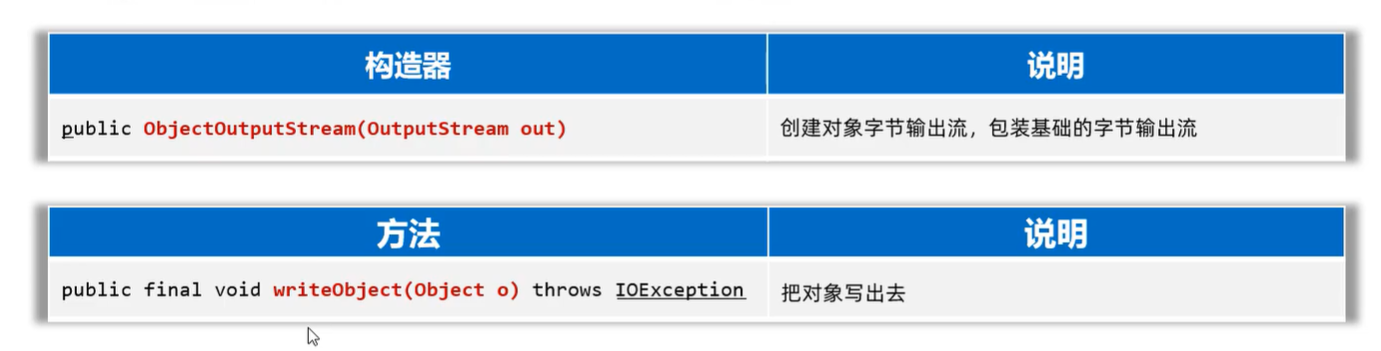 构造器 说明
public ObjectOutputStream(OutputStream out) 创建对象字节输出流，包装基础的字节输出流
方法 说明
public final void writeObject(Object o) throws IOException 把对象写出去